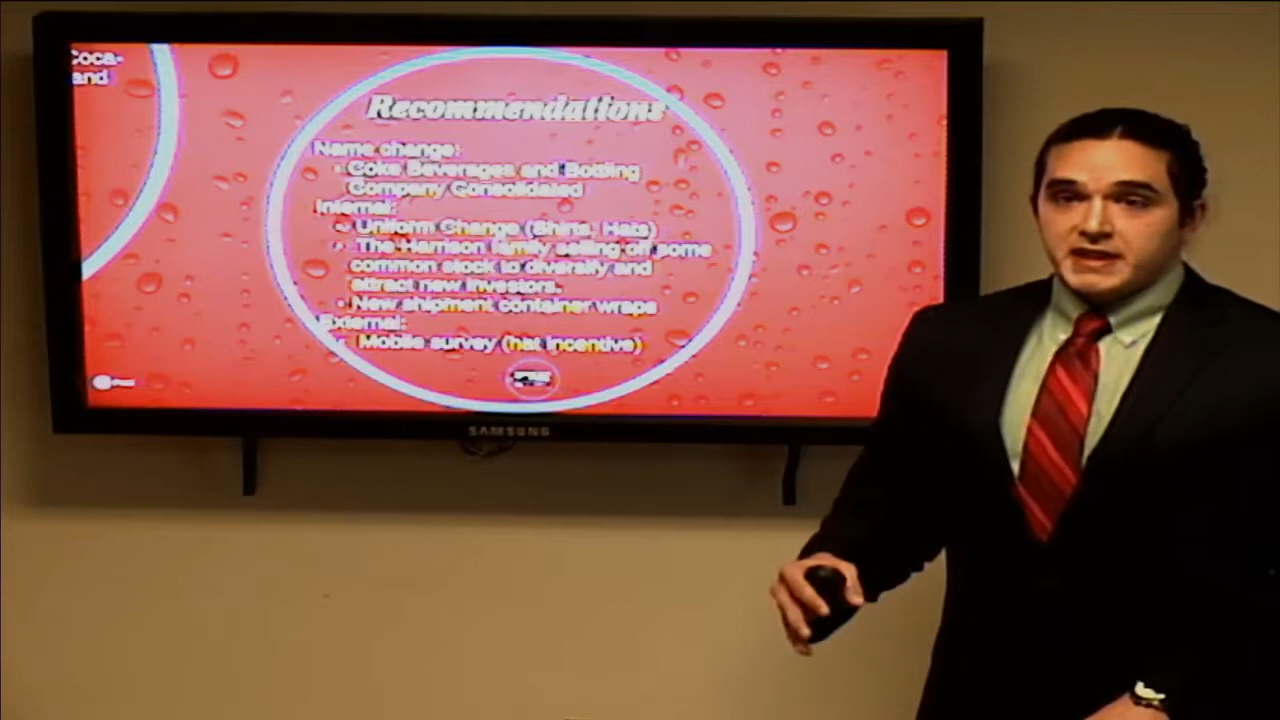 Coca-
and
Recommendations
Name change:
Coke Beverages and Bottling
Company Consolidated
Internal:
Uniform Change (Shirts, Hats)
The Harrison family selling off some
common stock to diversify and
attract new investors.
New shipment container wraps
External:
Mobile survey (hat incentive)
SAMSUNG